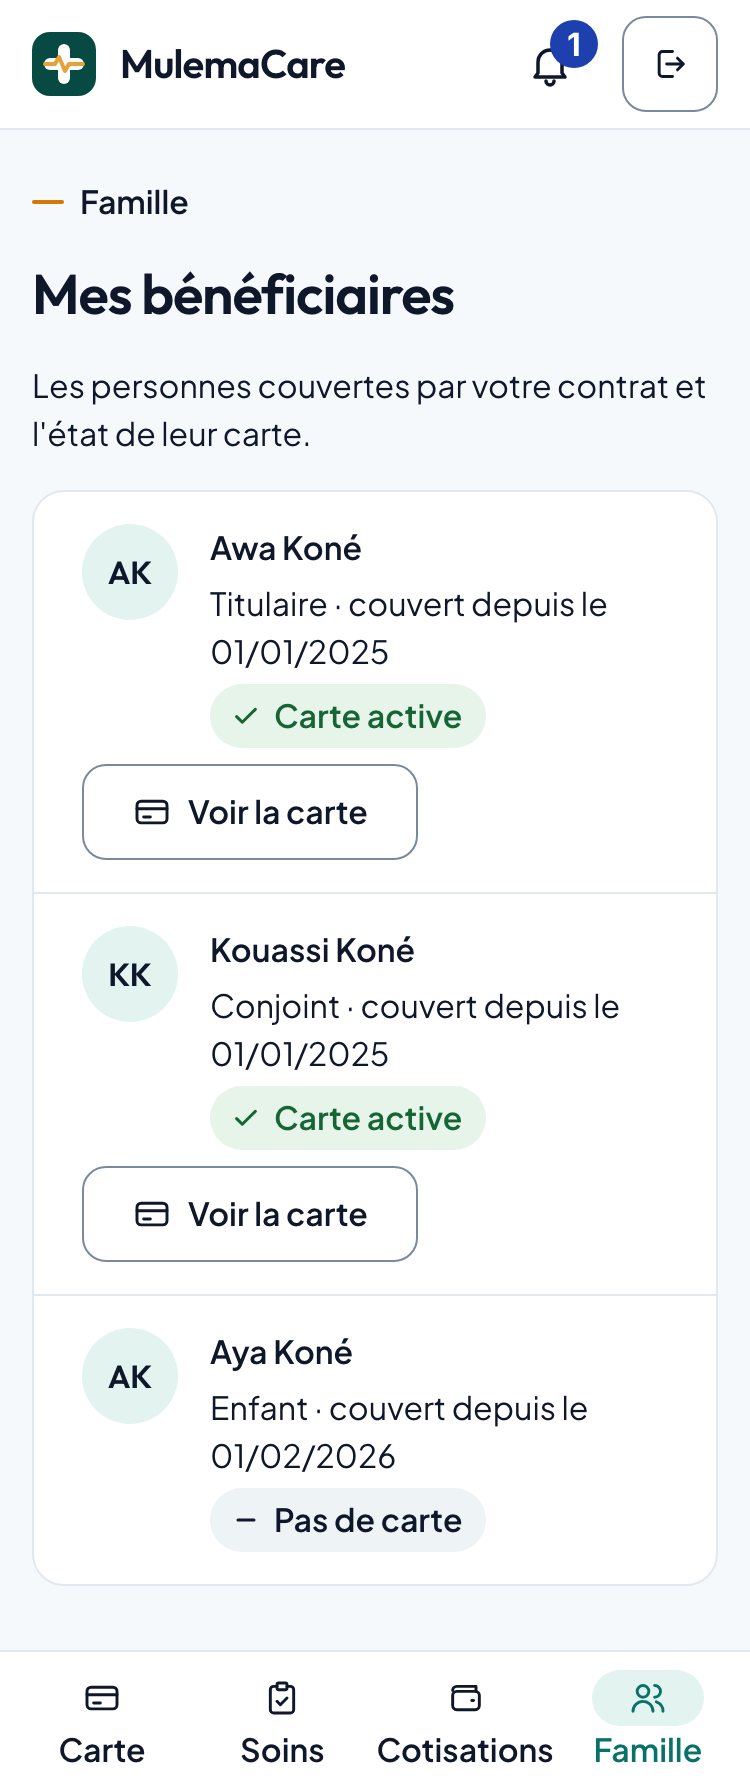 MulemaCare
1
Famille
Mes bénéficiaires
Les personnes couvertes par votre contrat et
l'état de leur carte.
AK
Awa Koné
Titulaire · couvert depuis le
01/01/2025
Carte active
Voir la carte
KK
Kouassi Koné
Conjoint · couvert depuis le
01/01/2025
Carte active
Voir la carte
AK
Aya Koné
Enfant · couvert depuis le
01/02/2026
Pas de carte
Carte
Soins
Cotisations
Famille